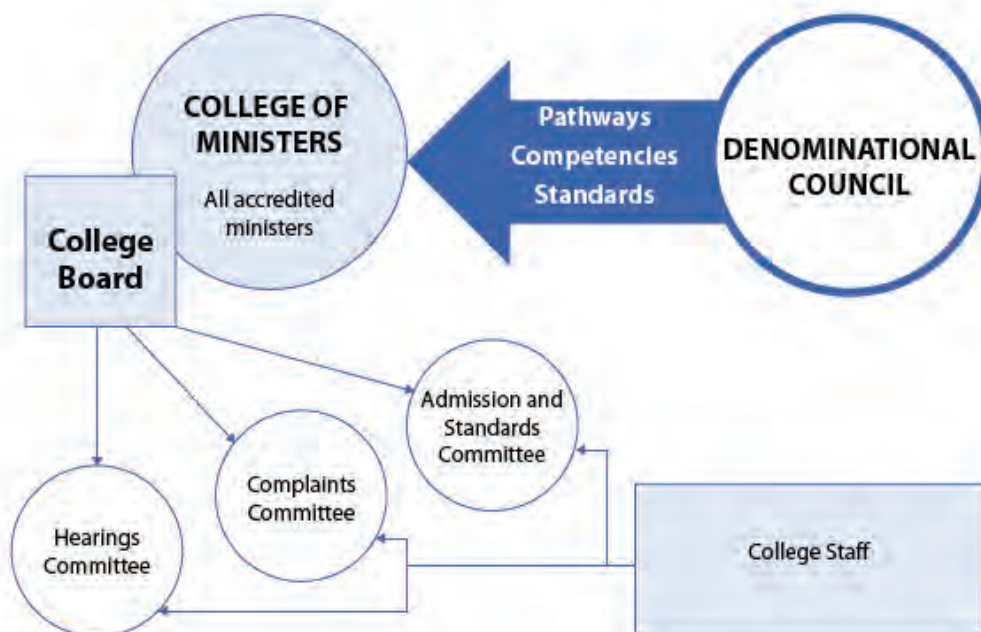 COLLEGE OF
MINISTERS
All accredited
ministers
Pathways
Competencies
Standards
DENOMINATIONAL
COUNCIL
College
Board
Admission and
Standards
Committee
Complaints
Committee
Hearings
Committee
College Staff